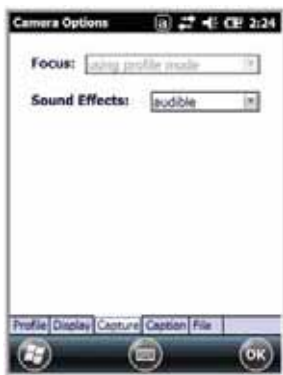 Camera Options 2:24
Focus: using profile mode
Sound Effects: audible
Profile Display Capture Caption File
OK